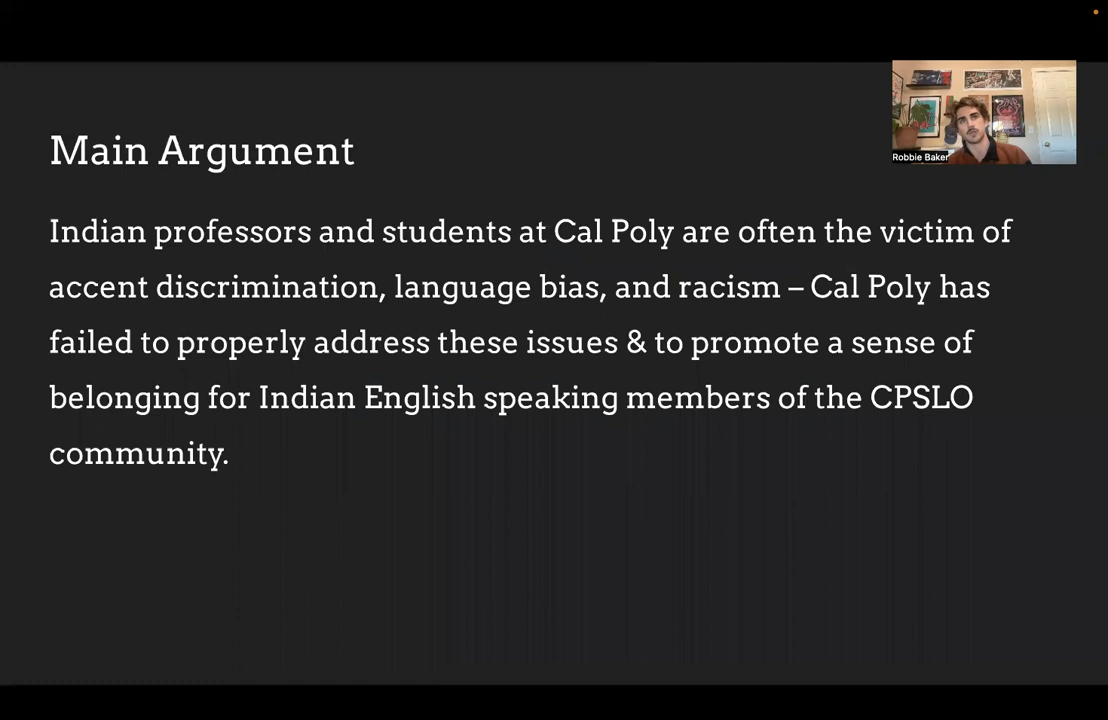 Main Argument
Indian professors and students at Cal Poly are often the victim of
accent discrimination, language bias, and racism – Cal Poly has
failed to properly address these issues & to promote a sense of
belonging for Indian English speaking members of the CPSLO
community.
Robbie Baker